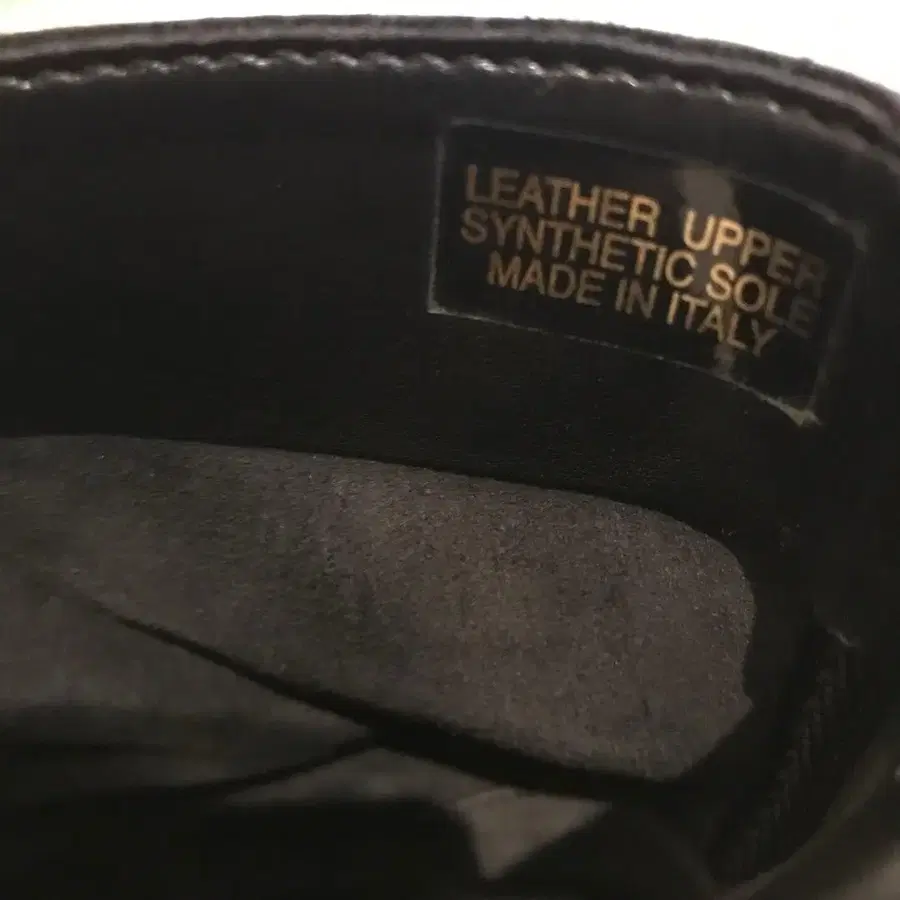 LEATHER UPPER
SYNTHETIC SOLE
MADE IN ITALY